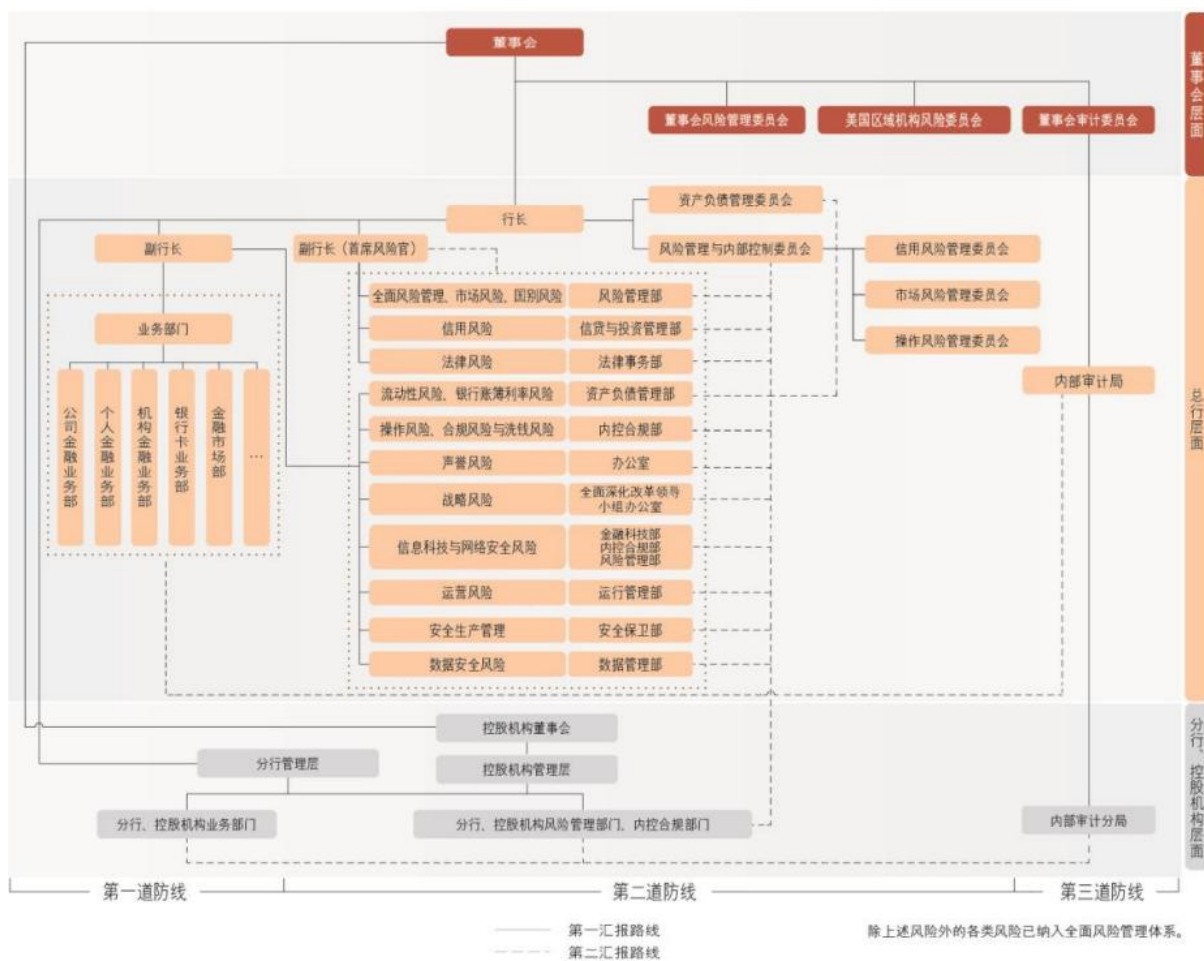 董事会
董事会层面
董事会风险管理委员会
美国区域机构风险委员会
董事会审计委员会
行长
资产负债管理委员会
副行长
副行长（首席风险官）
风险管理与内部控制委员会
信用风险管理委员会
市场风险管理委员会
操作风险管理委员会
业务部门
公司金融业务部
个人金融业务部
机构金融业务部
银行卡业务部
金融市场部
…
全面风险管理、市场风险、国别风险
风险管理部
信用风险
信贷与投资管理部
法律风险
法律事务部
流动性风险、银行账簿利率风险
资产负债管理部
操作风险、合规风险与洗钱风险
内控合规部
声誉风险
办公室
战略风险
全面深化改革领导
小组办公室
信息科技与网络安全风险
金融科技部
内控合规部
风险管理部
运营风险
运行管理部
安全生产管理
安全保卫部
数据安全风险
数据管理部
内部审计局
总行层面
控股机构董事会
分行管理层
控股机构管理层
分行、控股机构业务部门
分行、控股机构风险管理部门、内控合规部门
内部审计分局
分行、控股机构层面
第一道防线
第二道防线
第三道防线
第一汇报路线
第二汇报路线
除上述风险外的各类风险已纳入全面风险管理体系。